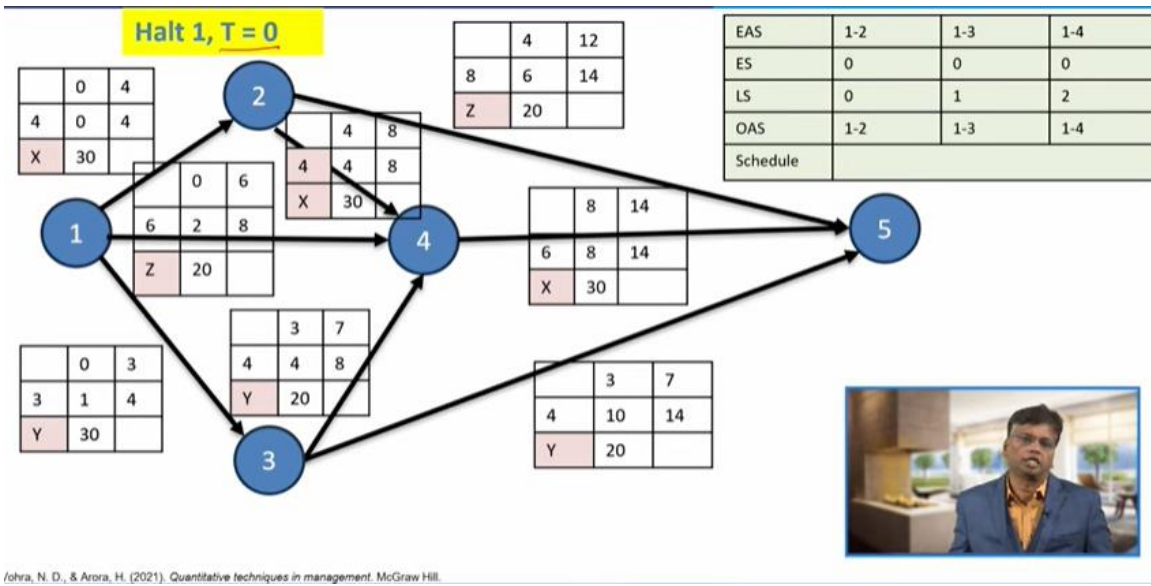 Halt 1, T = 0
0 4
4 0 4
X 30
2
4 8
4 4 8
X 30
4 12
8 6 14
Z 20
EAS 1-2 1-3 1-4
ES 0 0 0
LS 0 1 2
OAS 1-2 1-3 1-4
Schedule
0 6
6 2 8
Z 20
1
4
8 14
6 8 14
X 30
5
0 3
3 1 4
Y 30
3 7
4 4 8
Y 20
3
3 7
4 10 14
Y 20
Vohra, N. D., & Arora, H. (2021). Quantitative techniques in management. McGraw Hill.